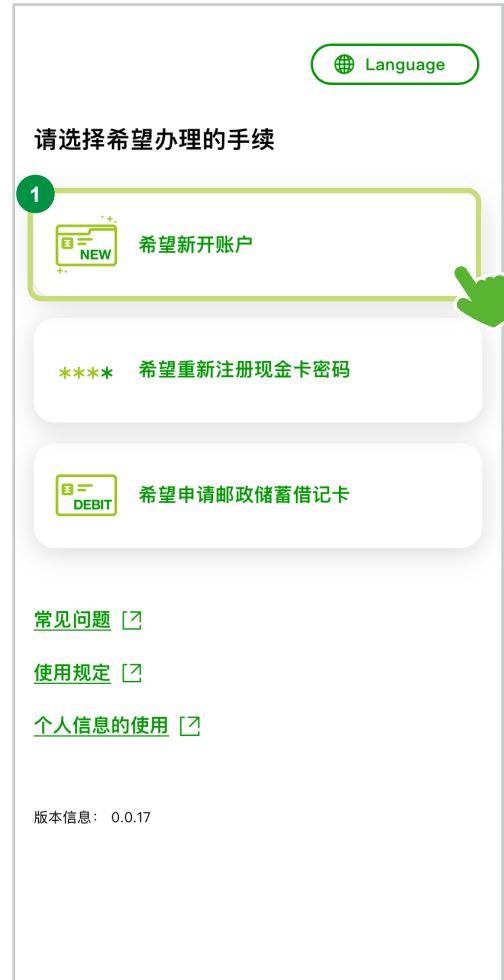 Language
请选择希望办理的手续
1
NEW
希望新开账户
****
希望重新注册现金卡密码
DEBIT
希望申请邮政储蓄借记卡
常见问题
使用规定
个人信息的使用
版本信息： 0.0.17